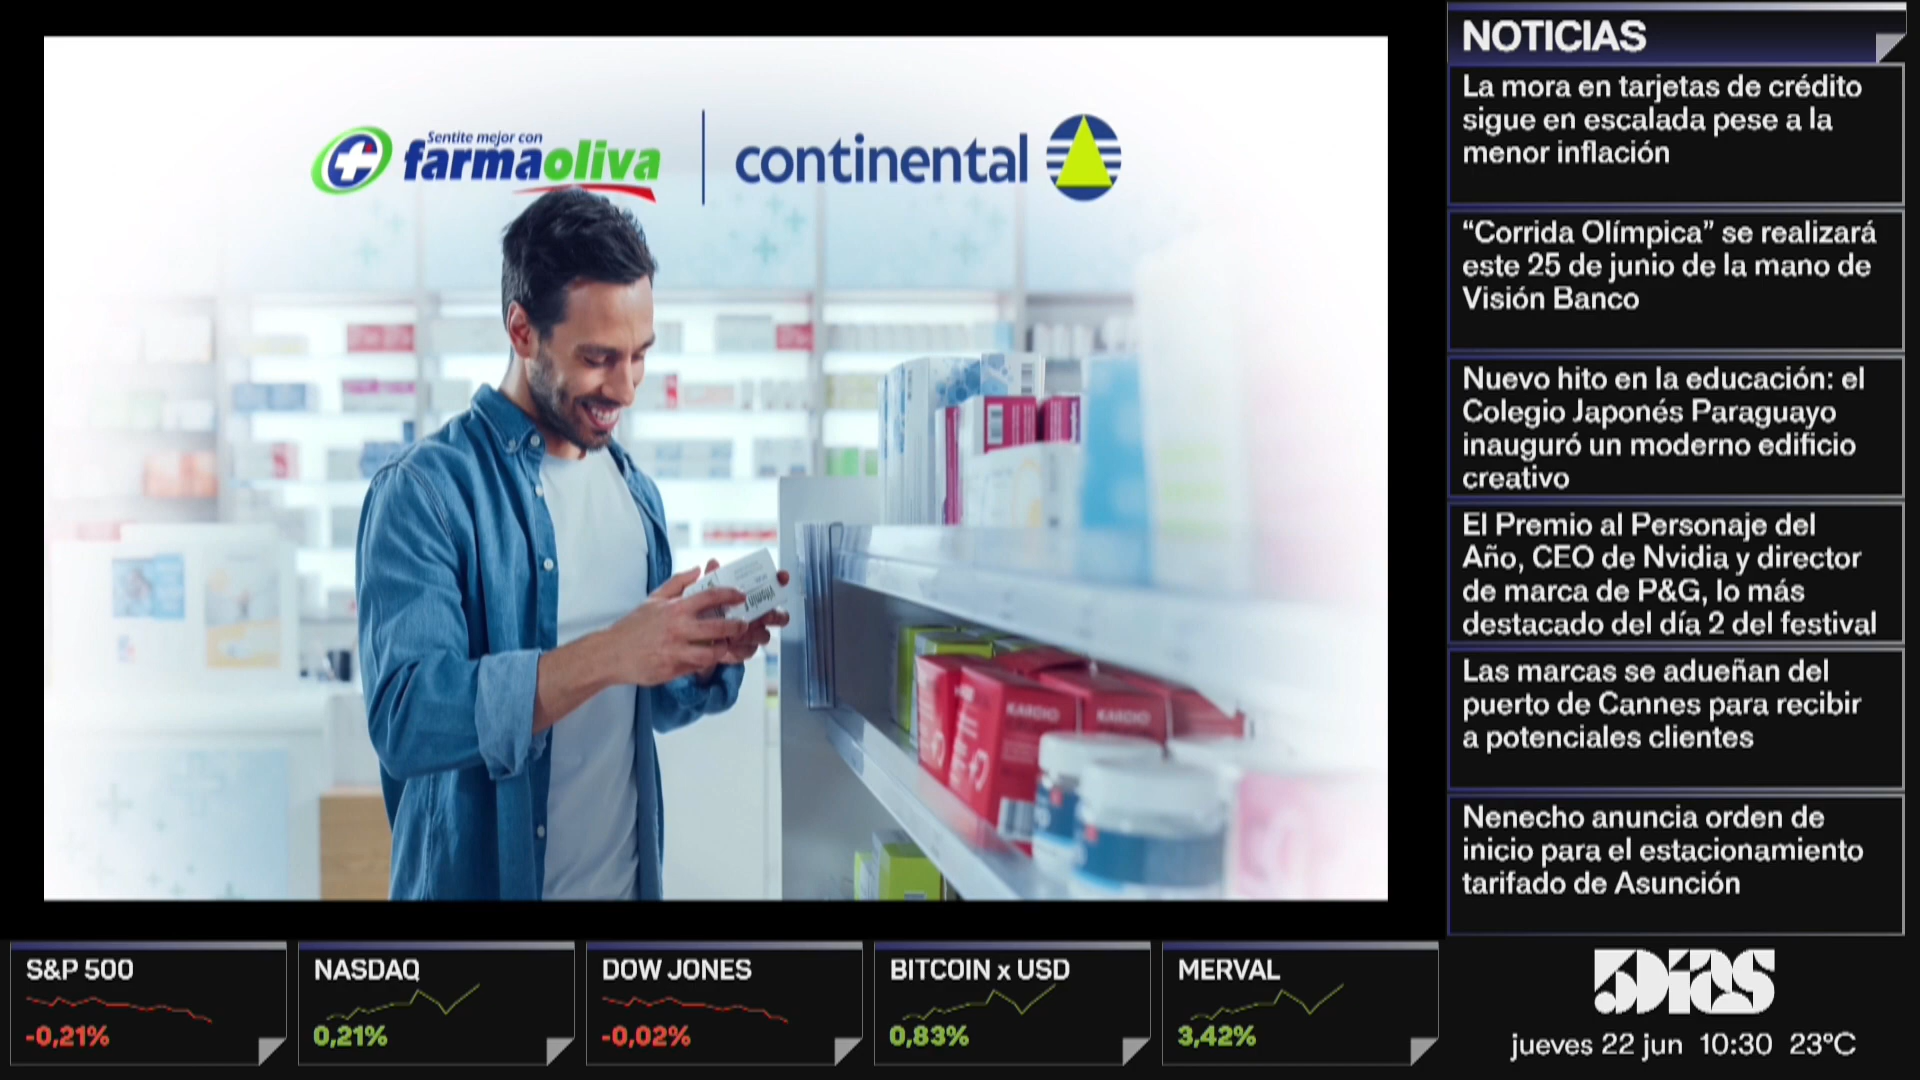 Sentite mejor con
farmaoliva
continental
KARDIO
KARDIO
NOTICIAS
La mora en tarjetas de crédito
sigue en escalada pese a la
menor inflación
“Corrida Olímpica” se realizará
este 25 de junio de la mano de
Visión Banco
Nuevo hito en la educación: el
Colegio Japonés Paraguayo
inauguró un moderno edificio
creativo
El Premio al Personaje del
Año, CEO de Nvidia y director
de marca de P&G, lo más
destacado del día 2 del festival
Las marcas se adueñan del
puerto de Cannes para recibir
a potenciales clientes
Nenecho anuncia orden de
inicio para el estacionamiento
tarifado de Asunción
S&P 500
-0,21%
NASDAQ
0,21%
DOW JONES
-0,02%
BITCOIN x USD
0,83%
MERVAL
3,42%
5Días
jueves 22 jun 10:30 23°C